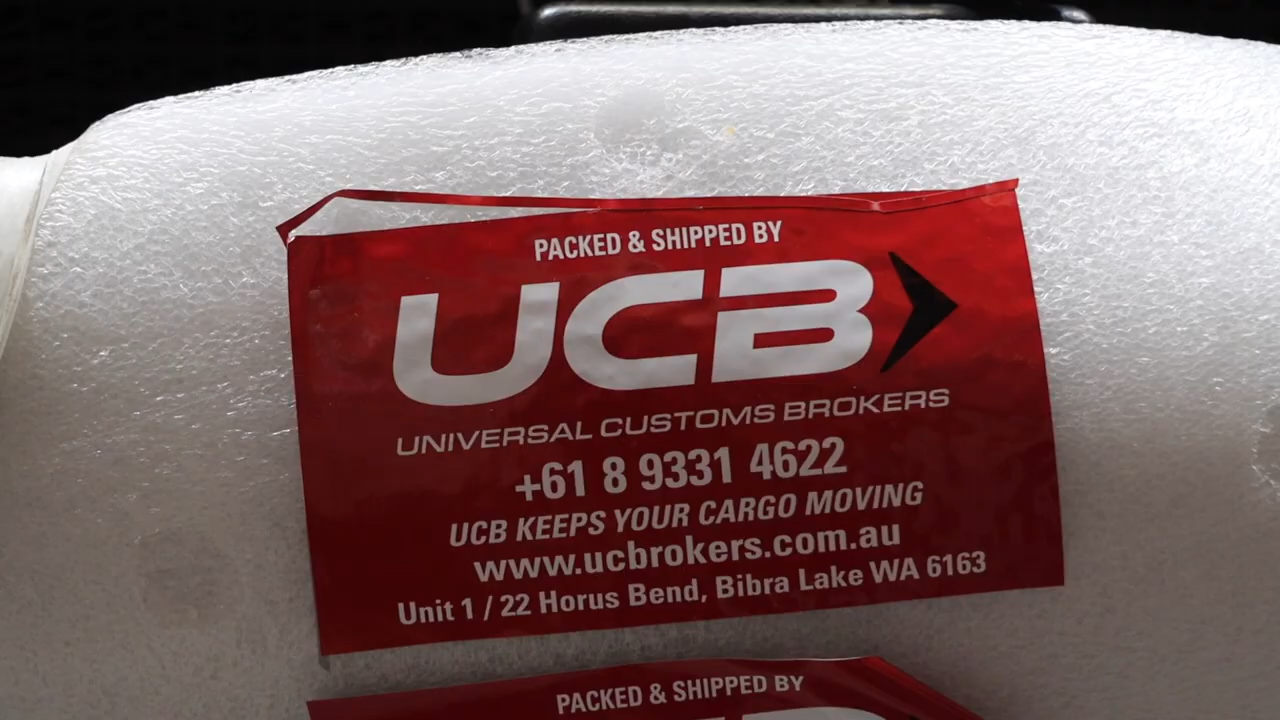 PACKED & SHIPPED BY
UCB
UNIVERSAL CUSTOMS BROKERS
+61 8 9331 4622
UCB KEEPS YOUR CARGO MOVING
www.ucbrokers.com.au
Unit 1 / 22 Horus Bend, Bibra Lake WA 6163
PACKED & SHIPPED BY